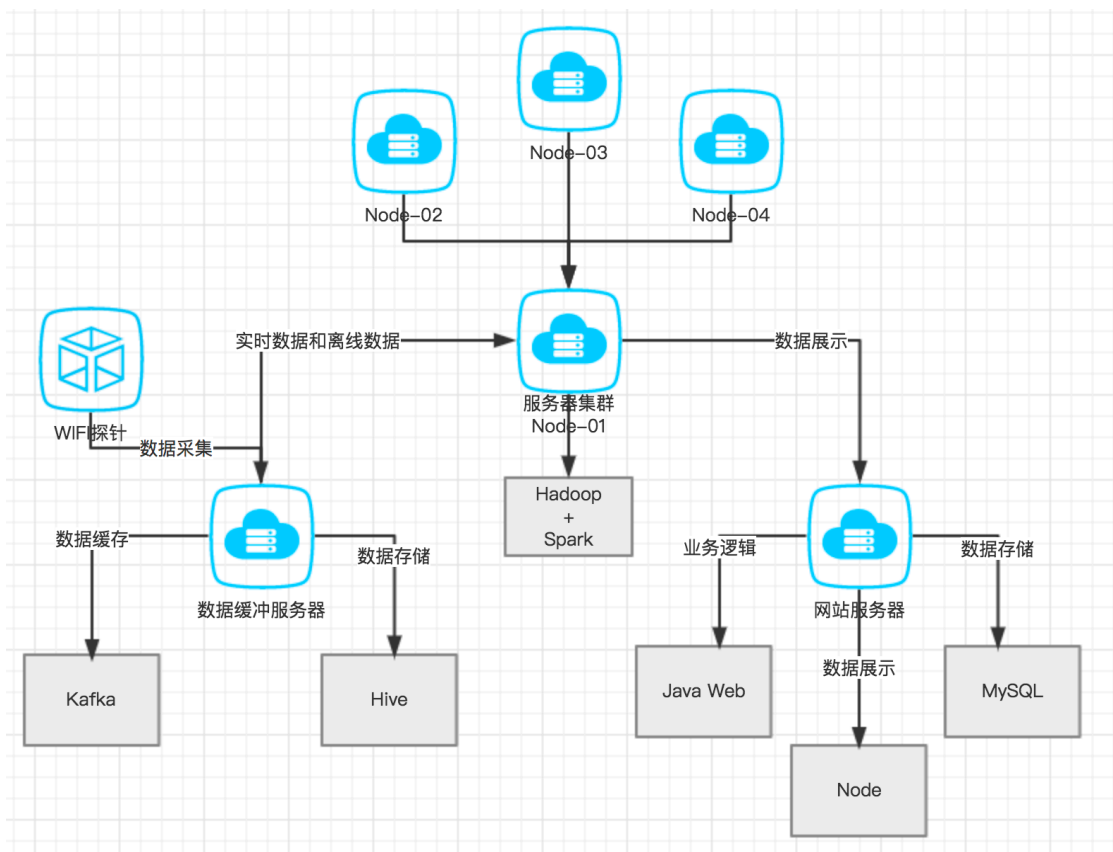 Node-03
Node-02
Node-04
实时数据和离线数据
数据展示
服务器集群
Node-01
WIFI探针
数据采集
Hadoop
+
Spark
数据缓存
数据存储
业务逻辑
数据存储
数据缓冲服务器
网站服务器
数据展示
Kafka
Hive
Java Web
MySQL
Node